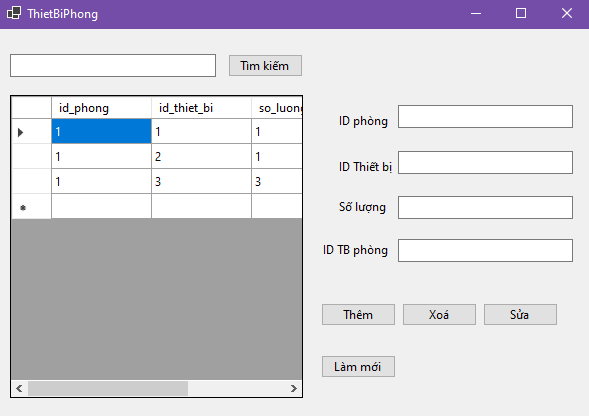 ThietBiPhong
Tìm kiếm
id_phong id_thiet_bi so_luong
1 1 1
1 2 1
1 3 3
ID phòng
ID Thiết bị
Số lượng
ID TB phòng
Thêm Xoá Sửa
Làm mới